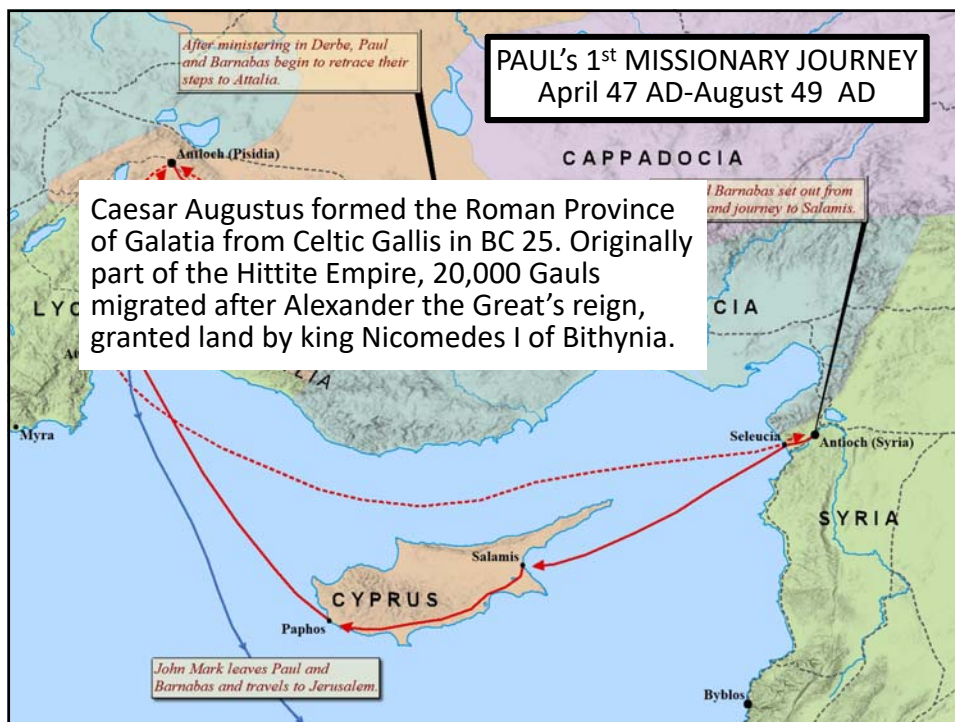 After ministering in Derbe, Paul
and Barnabas begin to retrace their
steps to Attalia.
PAUL's 1st MISSIONARY JOURNEY
April 47 AD-August 49 AD
Antioch (Pisidia)
CAPPADOCIA
Barnabas set out from
and journey to Salamis.
Caesar Augustus formed the Roman Province
of Galatia from Celtic Gallis in BC 25. Originally
part of the Hittite Empire, 20,000 Gauls
migrated after Alexander the Great’s reign,
granted land by king Nicomedes I of Bithynia.
Myra
Seleucia
Antioch (Syria)
SYRIA
Salamis
CYPRUS
Paphos
John Mark leaves Paul and
Barnabas and travels to Jerusalem.
Byblos